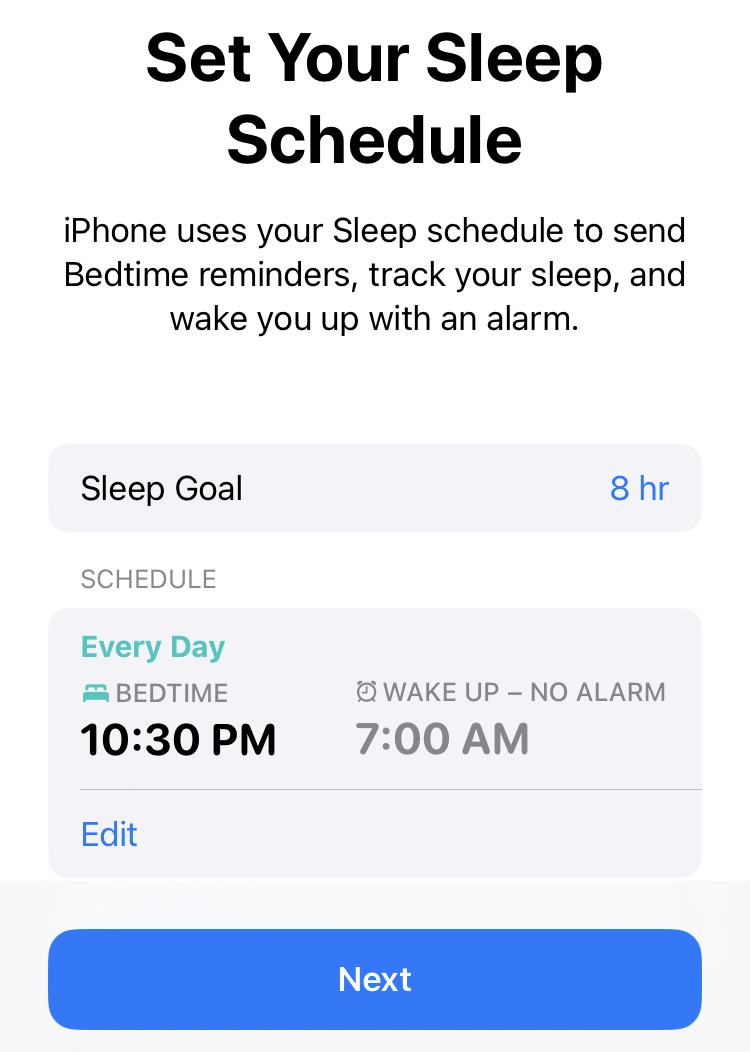 Set Your Sleep
Schedule
iPhone uses your Sleep schedule to send
Bedtime reminders, track your sleep, and
wake you up with an alarm.
Sleep Goal 8 hr
SCHEDULE
Every Day
BEDTIME WAKE UP – NO ALARM
10:30 PM 7:00 AM
Edit
Next